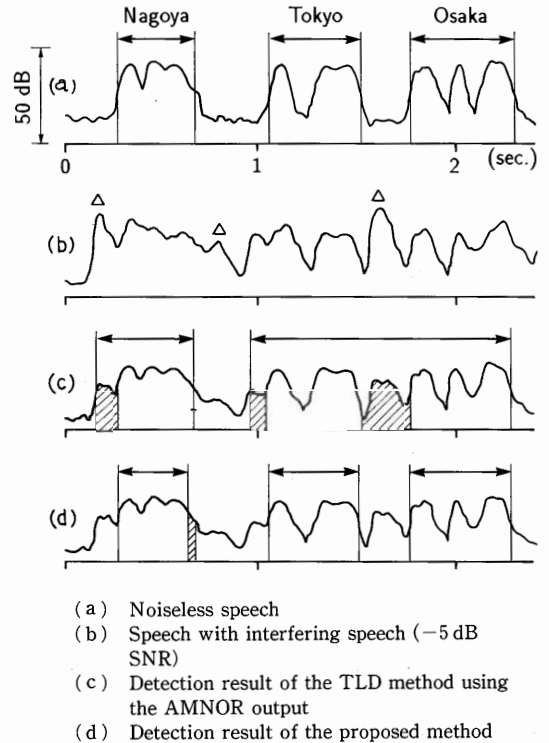 Nagoya Tokyo Osaka
50 dB
(a)
0 1 2 (sec.)
(b)
△ △ △
(c)
(d)
(a) Noiseless speech
(b) Speech with interfering speech (−5 dB
SNR)
(c) Detection result of the TLD method using
the AMNOR output
(d) Detection result of the proposed method